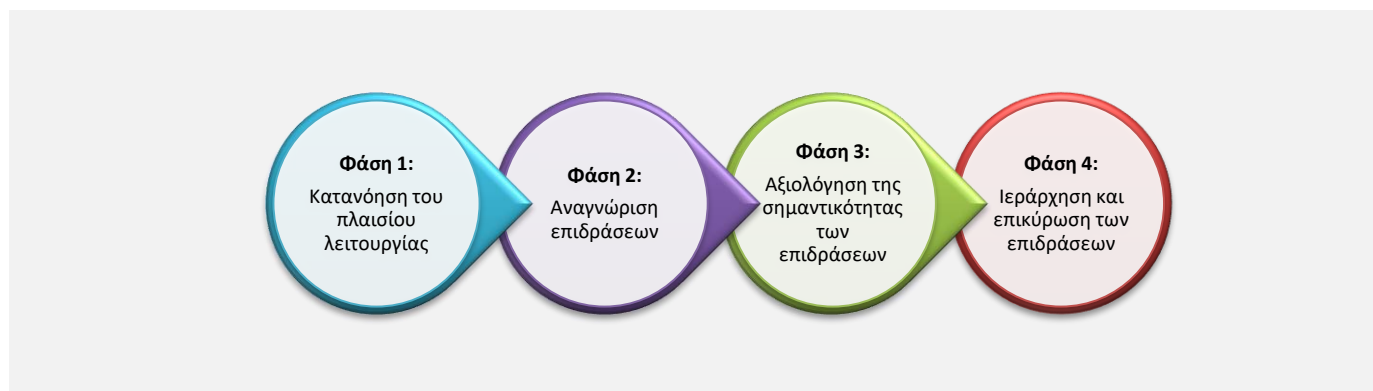 Φάση 1:
Κατανόηση του
πλαισίου
λειτουργίας
Φάση 2:
Αναγνώριση
επιδράσεων
Φάση 3:
Αξιολόγηση της
σημαντικότητας
των
επιδράσεων
Φάση 4:
Ιεράρχηση και
επικύρωση των
επιδράσεων